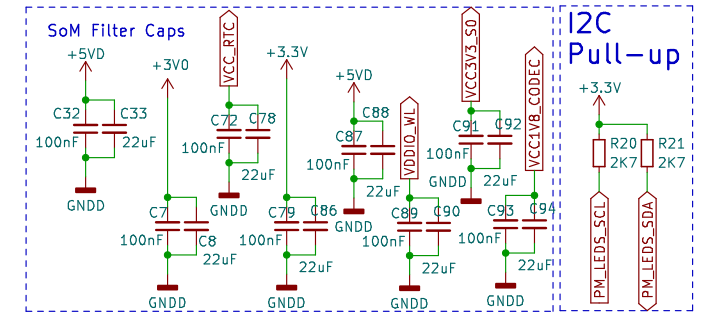 SoM Filter Caps
I2C
Pull-up
+5VD
C32
C33
100nF
22uF
GNDD
+3V0
C7
100nF
C8
22uF
GNDD
VCC_RTC
C72
C78
100nF
22uF
GNDD
+3.3V
C79
C86
100nF
22uF
GNDD
+5VD
C88
C87
100nF
22uF
GNDD
VDDIO_WL
C89
C90
100nF
22uF
GNDD
VCC3V3_S0
C91
C92
100nF
22uF
GNDD
VCC1V8_CODEC
C93
C94
100nF
22uF
GNDD
+3.3V
R20
2K7
R21
2K7
PM_LEDS_SCL
PM_LEDS_SDA